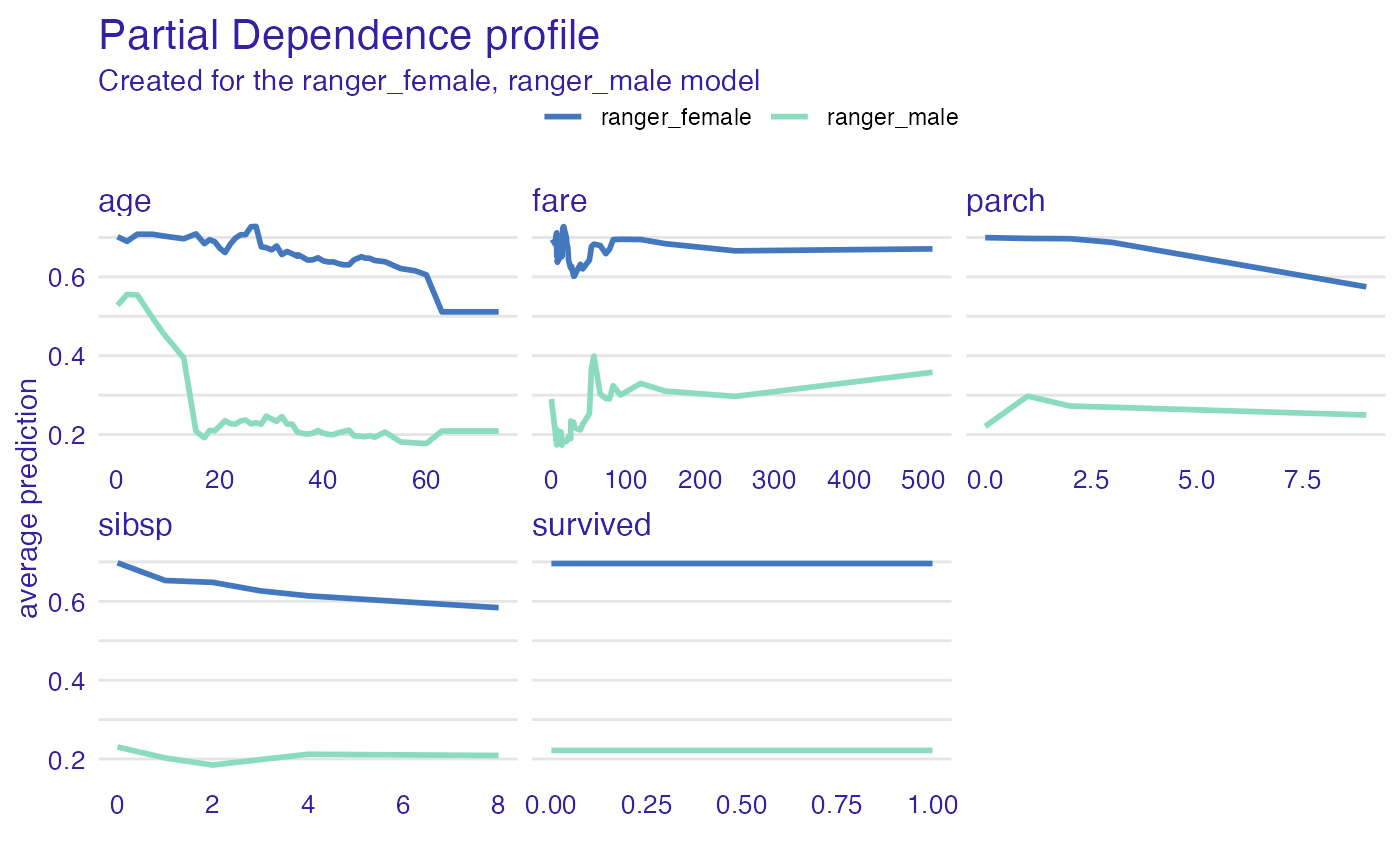 Partial Dependence profile
Created for the ranger_female, ranger_male model
ranger_female ranger_male
age fare parch
0.6
0.4
0.2
0 20 40 60 0 100 200 300 400 500 0.0 2.5 5.0 7.5
average prediction
sibsp survived
0.6
0.4
0.2
0 2 4 6 8 0.00 0.25 0.50 0.75 1.00